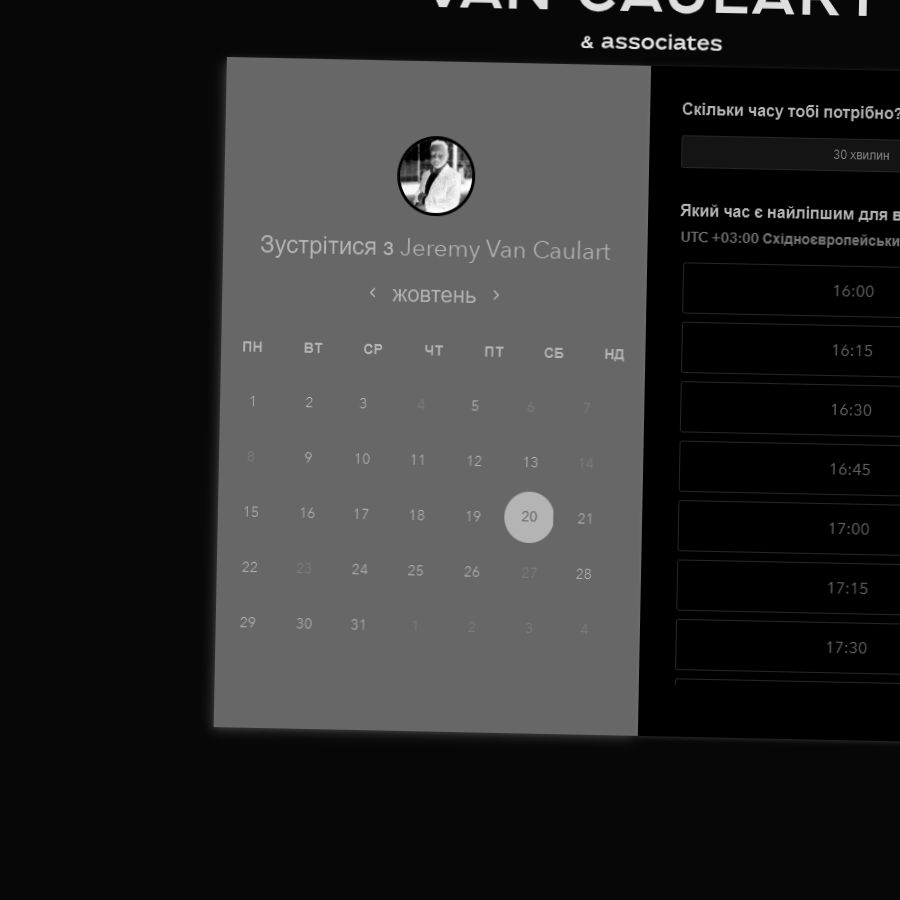 VAN CAULART
& associates
Зустрітися з Jeremy Van Caulart
‹ жовтень ›
ПН ВТ СР ЧТ ПТ СБ НД
1 2 3 4 5 6 7
8 9 10 11 12 13 14
15 16 17 18 19 20 21
22 23 24 25 26 27 28
29 30 31 1 2 3 4
Скільки часу тобі потрібно?
30 хвилин
Який час є найліпшим для в
UTC +03:00 Східноєвропейськи
16:00
16:15
16:30
16:45
17:00
17:15
17:30